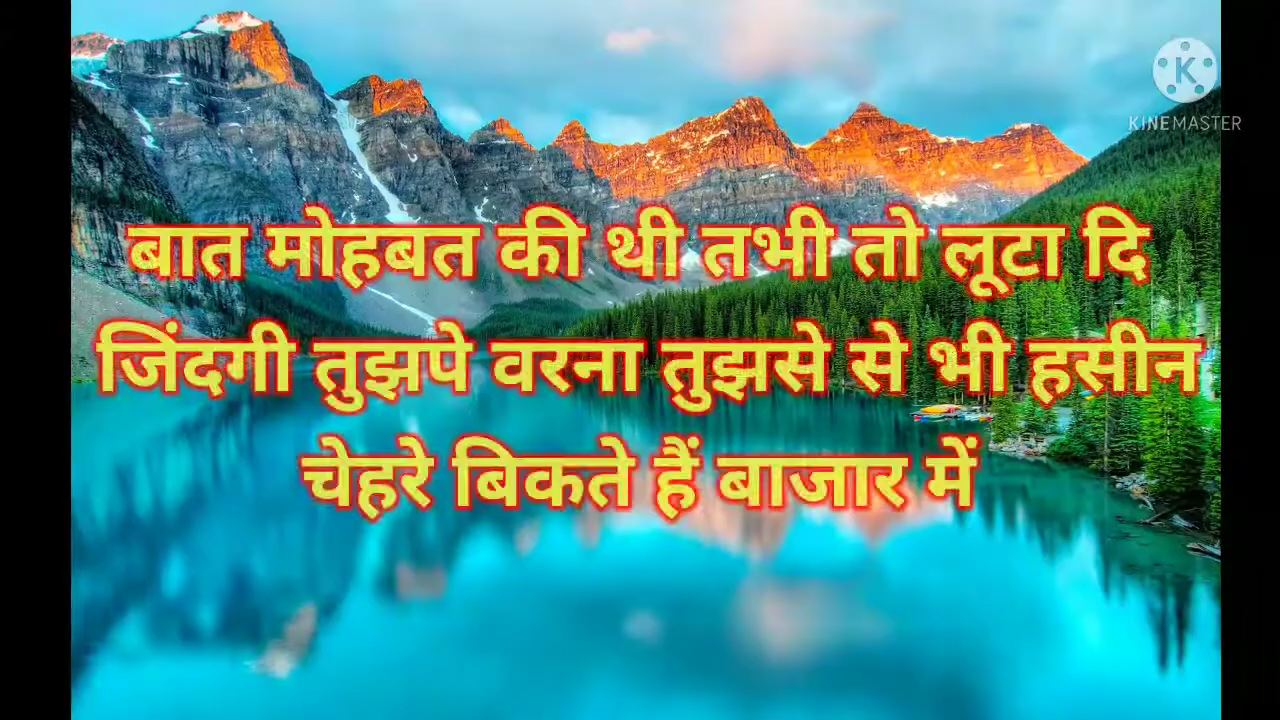 KINEMASTER
बात मोहबत की थी तभी तो लूटा दि
जिंदगी तुझपे वरना तुझसे से भी हसीन
चेहरे बिकते हैं बाजार में